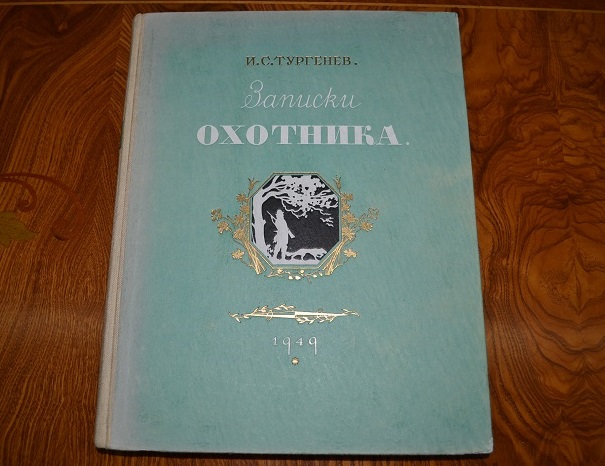 И.С.ТУРГЕНЕВ.
Записки
ОХОТНИКА.
1949